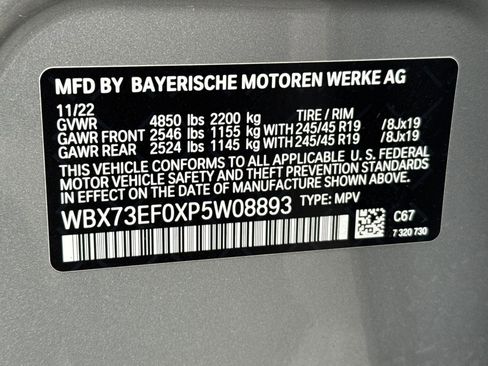 MFD BY BAYERISCHE MOTOREN WERKE AG
11/22 TIRE / RIM
GVWR 4850 lbs 2200 kg
GAWR FRONT 2546 lbs 1155 kg WITH 245/45 R19 /8Jx19
GAWR REAR 2524 lbs 1145 kg WITH 245/45 R19 /8Jx19
THIS VEHICLE CONFORMS TO ALL APPLICABLE U. S. FEDERAL
MOTOR VEHICLE SAFETY AND THEFT PREVENTION STANDARDS
IN EFFECT ON THE DATE OF MANUFACTURE SHOWN ABOVE.
WBX73EF0XP5W08893 TYPE: MPV
C67
7 320 730